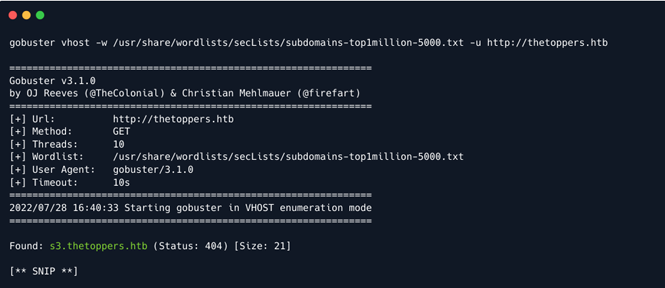 gobuster vhost -w /usr/share/wordlists/secLists/subdomains-top1million-5000.txt -u http://thetoppers.htb
===============================================================
Gobuster v3.1.0
by OJ Reeves (@TheColonial) & Christian Mehlmauer (@firefart)
===============================================================
[+] Url:          http://thetoppers.htb
[+] Method:       GET
[+] Threads:      10
[+] Wordlist:     /usr/share/wordlists/secLists/subdomains-top1million-5000.txt
[+] User Agent:   gobuster/3.1.0
[+] Timeout:      10s
===============================================================
2022/07/28 16:40:33 Starting gobuster in VHOST enumeration mode
===============================================================
Found: s3.thetoppers.htb (Status: 404) [Size: 21]
[** SNIP **]